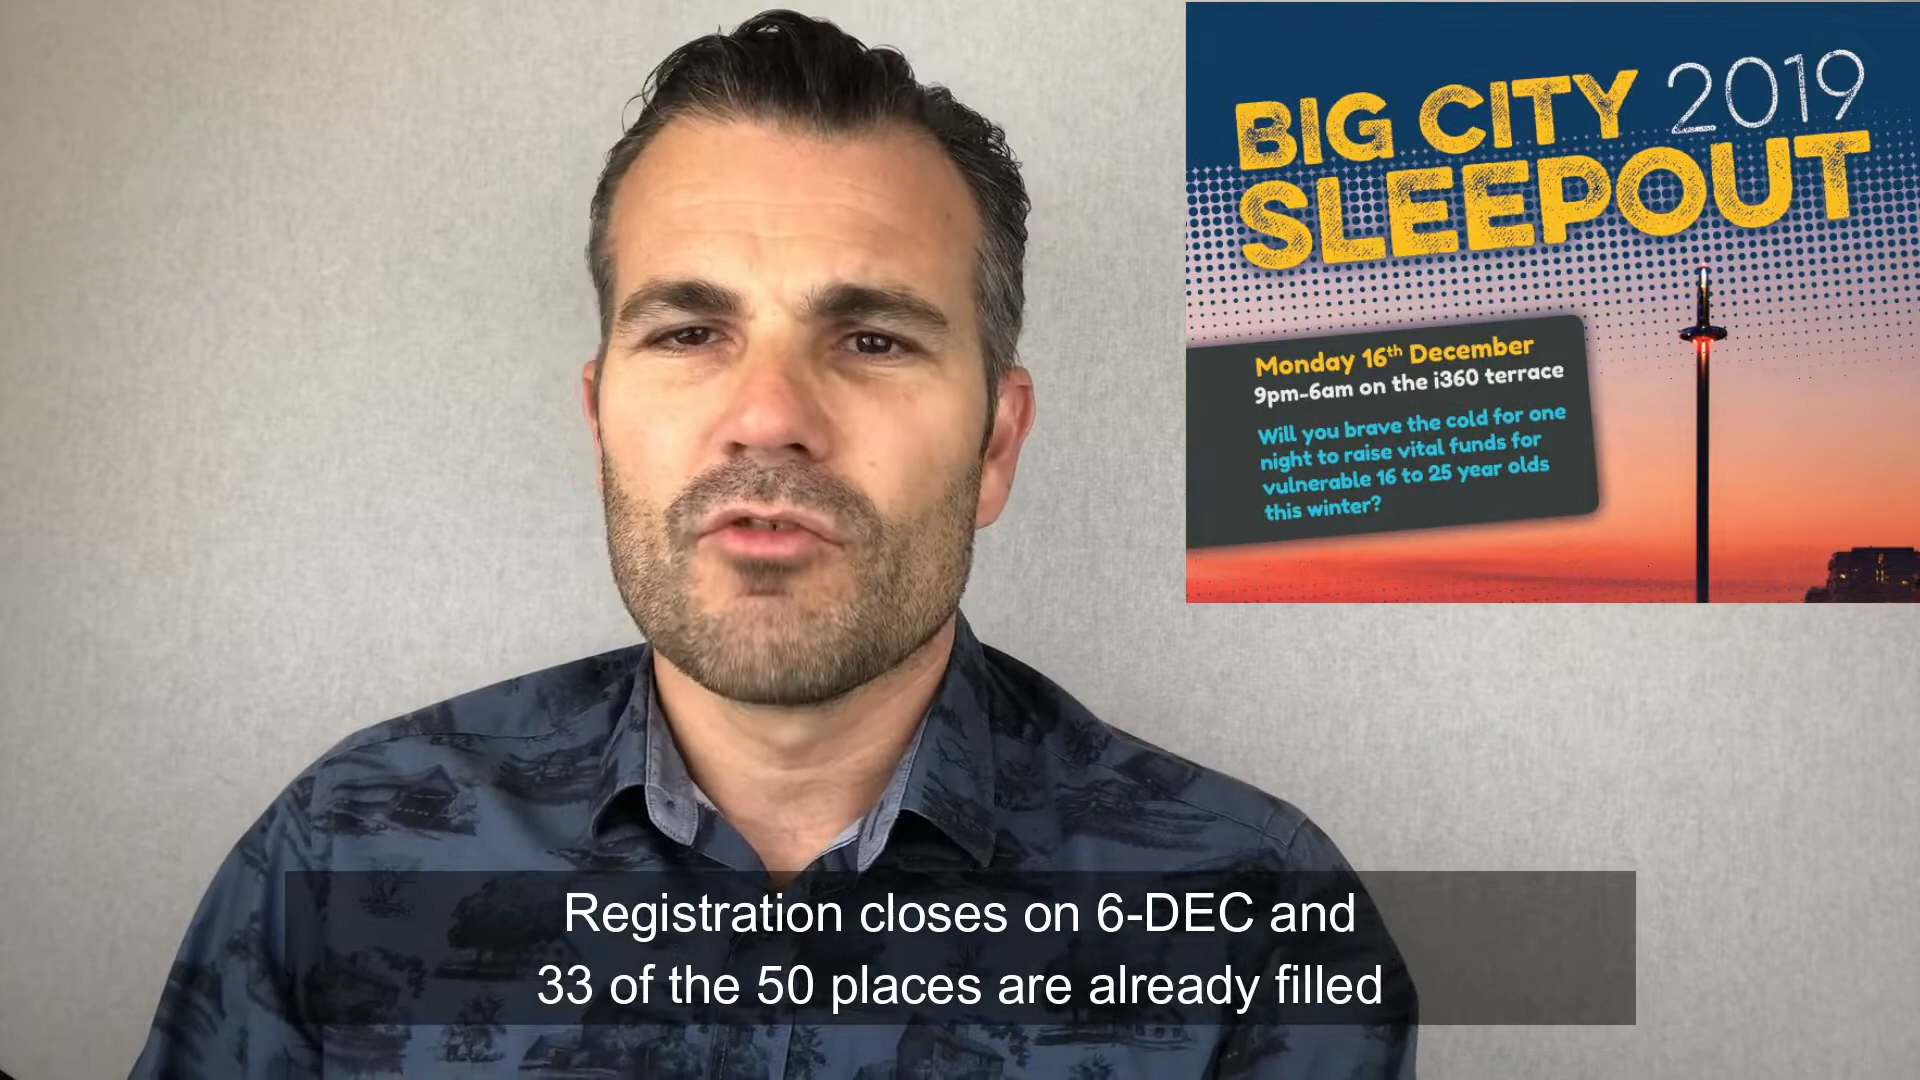 BIG CITY 2019
SLEEPOUT
Monday 16th December
9pm-6am on the i360 terrace
Will you brave the cold for one
night to raise vital funds for
vulnerable 16 to 25 year olds
this winter?
Registration closes on 6-DEC and
33 of the 50 places are already filled